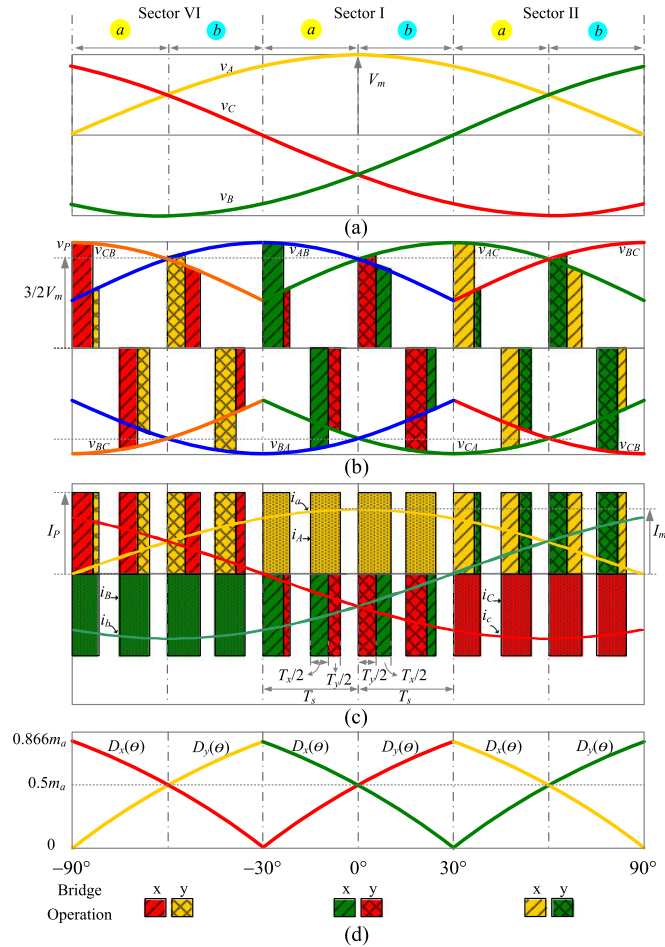 Sector VI Sector I Sector II
a b a b a b
v_A
V_m
v_C
v_B
(a)
v_P v_CB v_AB v_AC v_BC
3/2V_m
v_BC v_BA v_CA v_CB
(b)
i_a
I_P i_A I_m
i_B i_C
i_b i_c
T_x/2 T_y/2 T_y/2 T_x/2
T_s T_s
(c)
0.866m_a D_x(θ) D_y(θ) D_x(θ) D_y(θ) D_x(θ) D_y(θ)
0.5m_a
0
−90° −30° 0° 30° 90°
Bridge x y x y x y
Operation
(d)